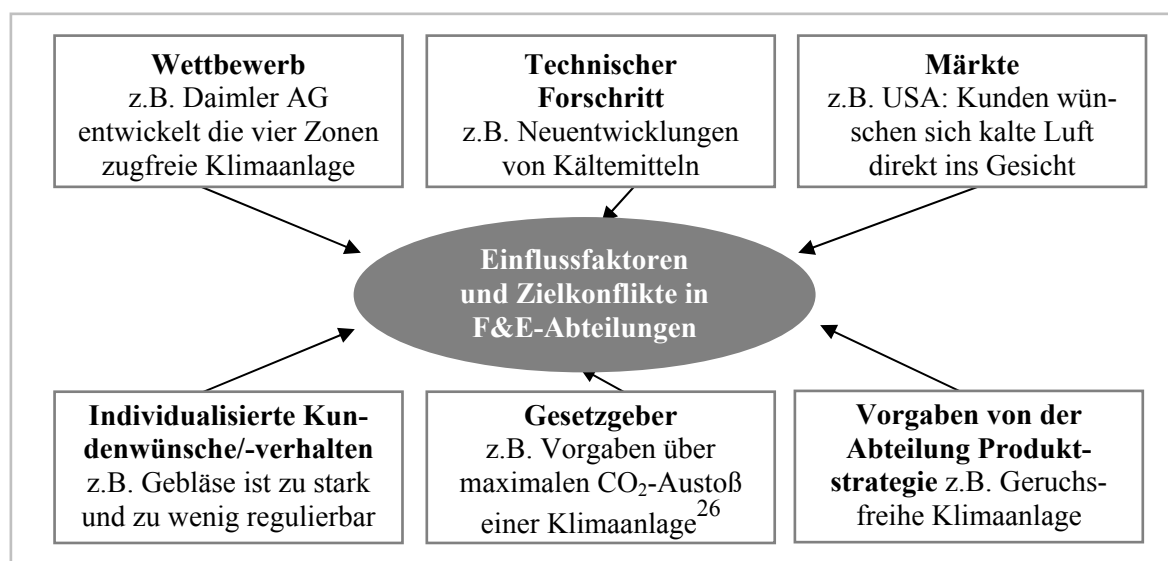 Wettbewerb
z.B. Daimler AG
entwickelt die vier Zonen
zugfreie Klimaanlage
Technischer
Forschritt
z.B. Neuentwicklungen
von Kältemitteln
Märkte
z.B. USA: Kunden wün-
schen sich kalte Luft
direkt ins Gesicht
Einflussfaktoren
und Zielkonflikte in
F&E-Abteilungen
Individualisierte Kun-
denwünsche/-verhalten
z.B. Gebläse ist zu stark
und zu wenig regulierbar
Gesetzgeber
z.B. Vorgaben über
maximalen CO₂-Austoß
einer Klimaanlage²⁶
Vorgaben von der
Abteilung Produkt-
strategie z.B. Geruchs-
freihe Klimaanlage